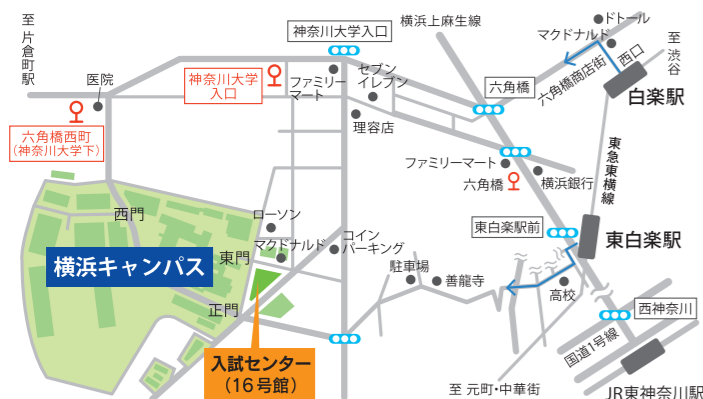 至 片倉町駅
医院
六角橋西町
(神奈川大学下)
神奈川大学
入口
神奈川大学入口
ファミリー
マート
セブン
イレブン
理容店
横浜上麻生線
ドトール
マクドナルド
六角橋商店街
西口
至 渋谷
白楽駅
六角橋
ファミリーマート
六角橋
横浜銀行
東急東横線
東白楽駅前
東白楽駅
西門
ローソン
東門
マクドナルド
コイン
パーキング
横浜キャンパス
正門
駐車場
善龍寺
高校
西神奈川
国道1号線
入試センター
(16号館)
至 元町・中華街
JR東神奈川駅